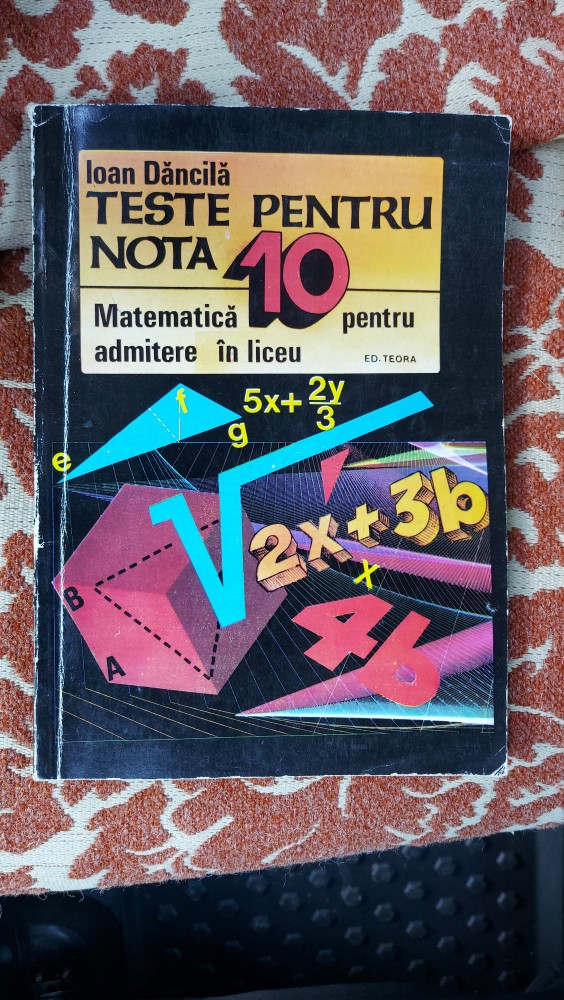 Ioan Dăncilă
TESTE PENTRU
NOTA 10
Matematică pentru
admitere în liceu
ED. TEORA
f
5x+ 2y/3
g
e
√2x+3b
x
B
4b
A